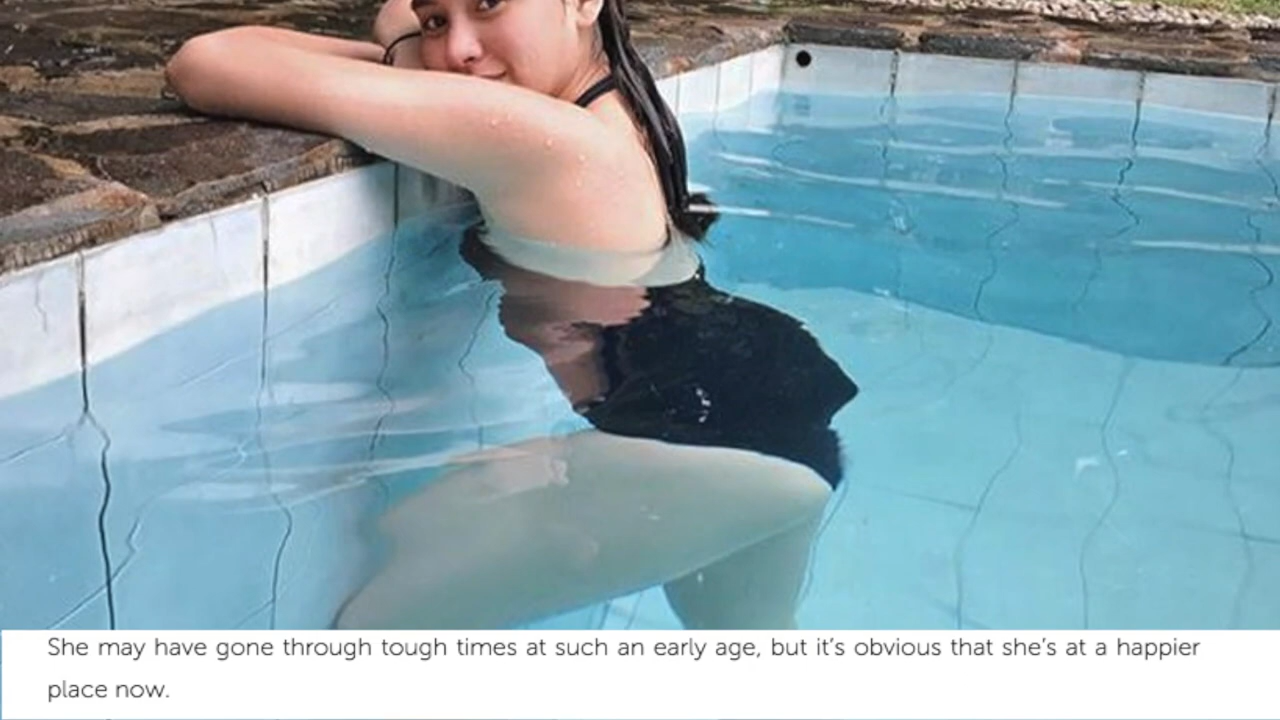 She may have gone through tough times at such an early age, but it’s obvious that she’s at a happier
place now.